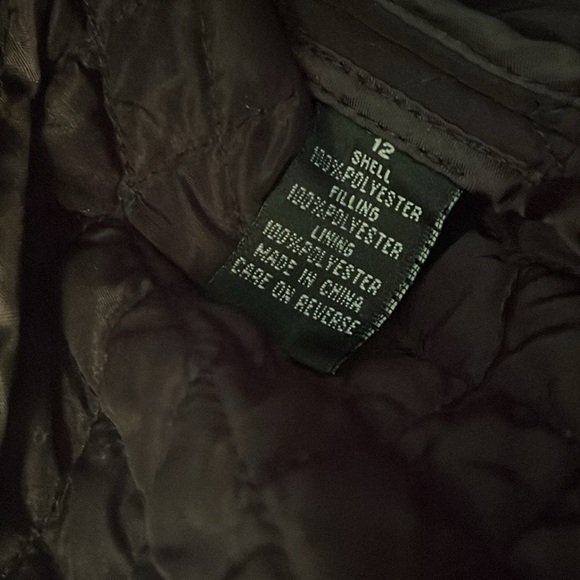 12
SHELL
100%POLYESTER
FILLING
100%POLYESTER
LINING
100%POLYESTER
MADE IN CHINA
CARE ON REVERSE